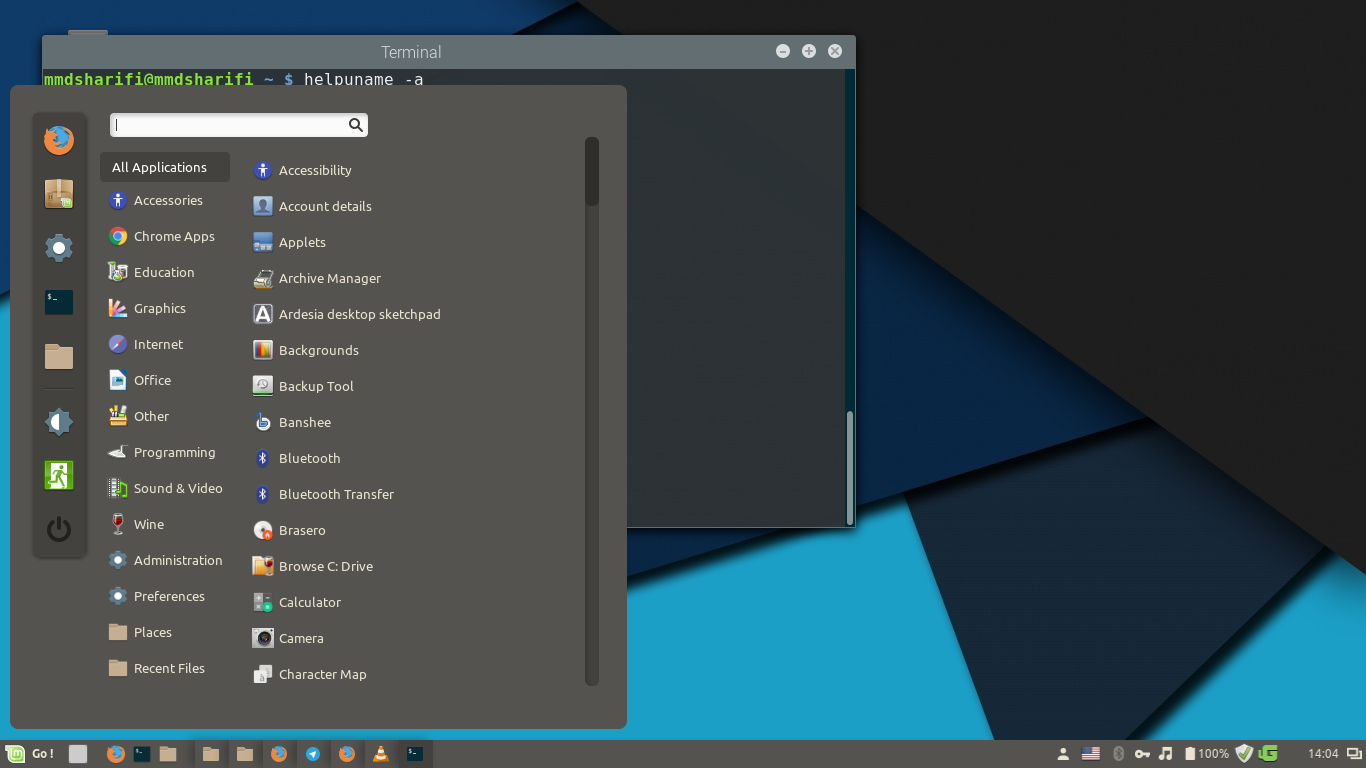 Terminal
mmdsharifi@mmdsharifi ~ $ helpuname -a
All Applications
Accessories
Chrome Apps
Education
Graphics
Internet
Office
Other
Programming
Sound & Video
Wine
Administration
Preferences
Places
Recent Files
Accessibility
Account details
Applets
Archive Manager
Ardesia desktop sketchpad
Backgrounds
Backup Tool
Banshee
Bluetooth
Bluetooth Transfer
Brasero
Browse C: Drive
Calculator
Camera
Character Map
Go !
100%
14:04